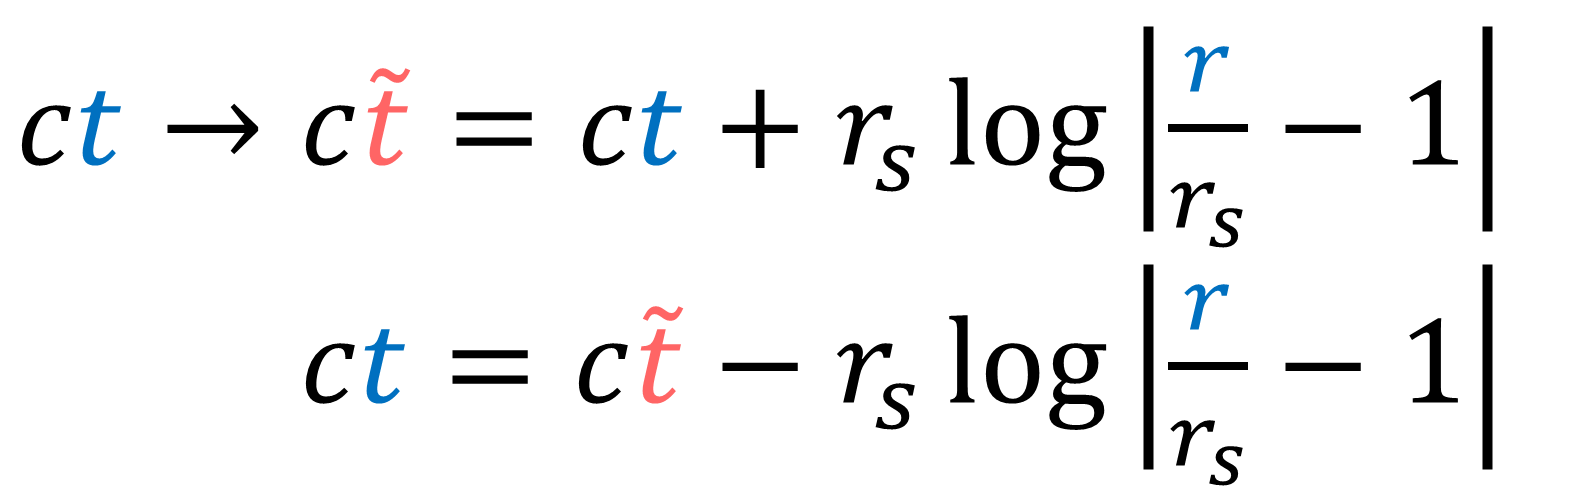 ct → ct̃ = ct + r_s log |r/r_s − 1|
ct = ct̃ − r_s log |r/r_s − 1|